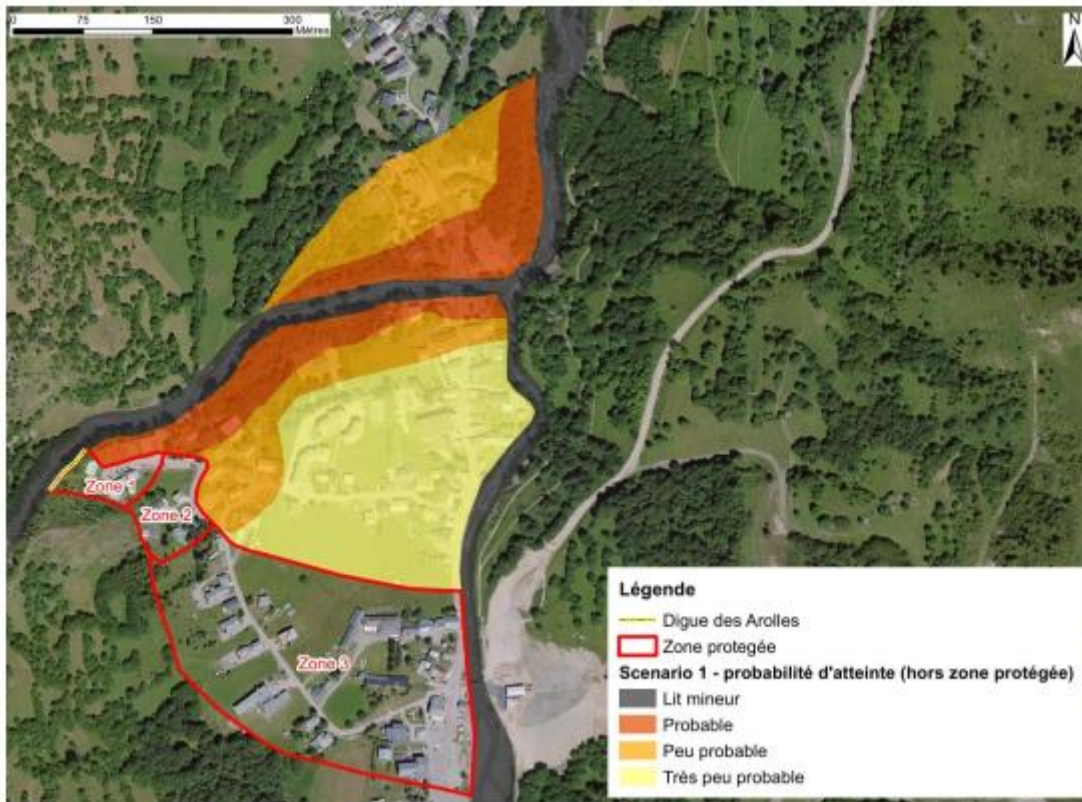 0 75 150 300
Mètres
N
Zone 1
Zone 2
Zone 3
Légende
Digue des Arolles
Zone protegée
Scenario 1 - probabilité d'atteinte (hors zone protégée)
Lit mineur
Probable
Peu probable
Très peu probable